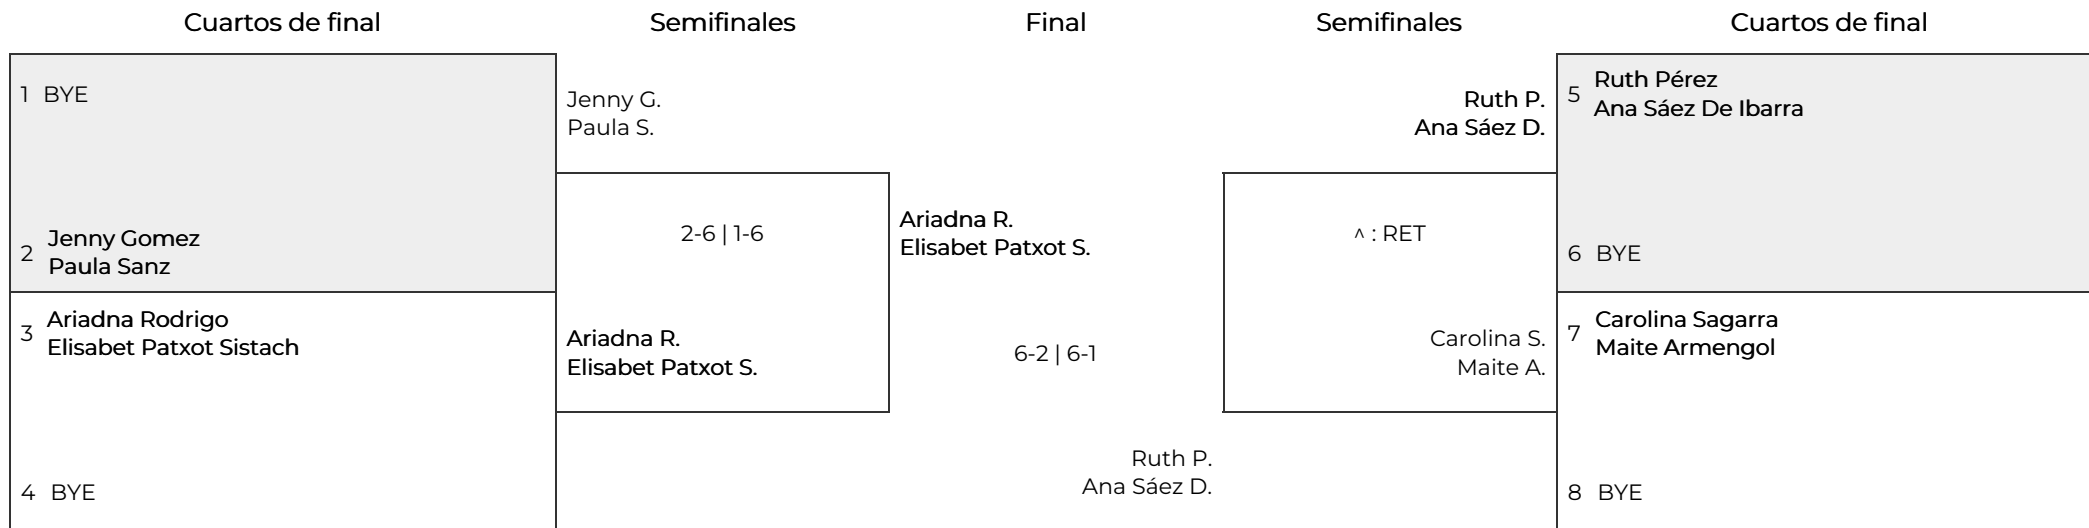 Cuartos de final
Semifinales
Final
Semifinales
Cuartos de final
1 BYE
2 Jenny Gomez
Paula Sanz
3 Ariadna Rodrigo
Elisabet Patxot Sistach
4 BYE
Jenny G.
Paula S.
2-6 | 1-6
Ariadna R.
Elisabet Patxot S.
Ariadna R.
Elisabet Patxot S.
6-2 | 6-1
Ruth P.
Ana Sáez D.
Ruth P.
Ana Sáez D.
^ : RET
Carolina S.
Maite A.
5 Ruth Pérez
Ana Sáez De Ibarra
6 BYE
7 Carolina Sagarra
Maite Armengol
8 BYE